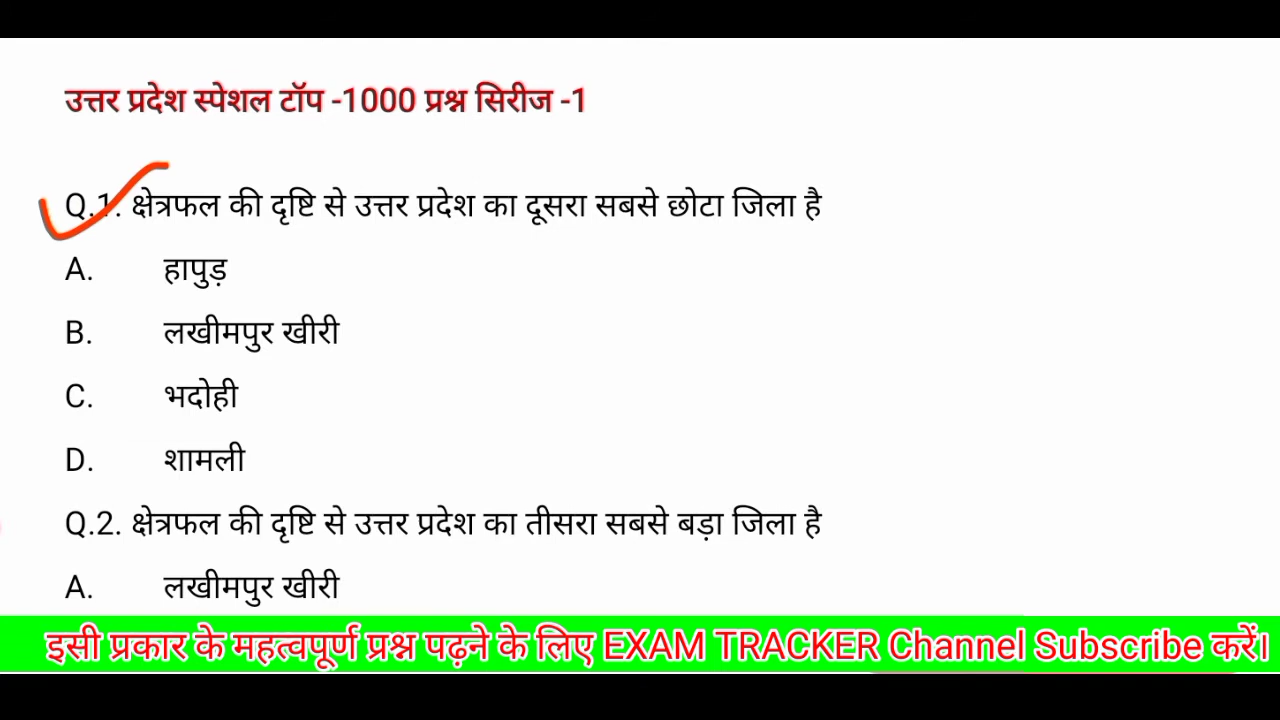 उत्तर प्रदेश स्पेशल टॉप -1000 प्रश्न सिरीज -1
Q.1. क्षेत्रफल की दृष्टि से उत्तर प्रदेश का दूसरा सबसे छोटा जिला है
A. हापुड़
B. लखीमपुर खीरी
C. भदोही
D. शामली
Q.2. क्षेत्रफल की दृष्टि से उत्तर प्रदेश का तीसरा सबसे बड़ा जिला है
A. लखीमपुर खीरी
इसी प्रकार के महत्वपूर्ण प्रश्न पढ़ने के लिए EXAM TRACKER Channel Subscribe करें।